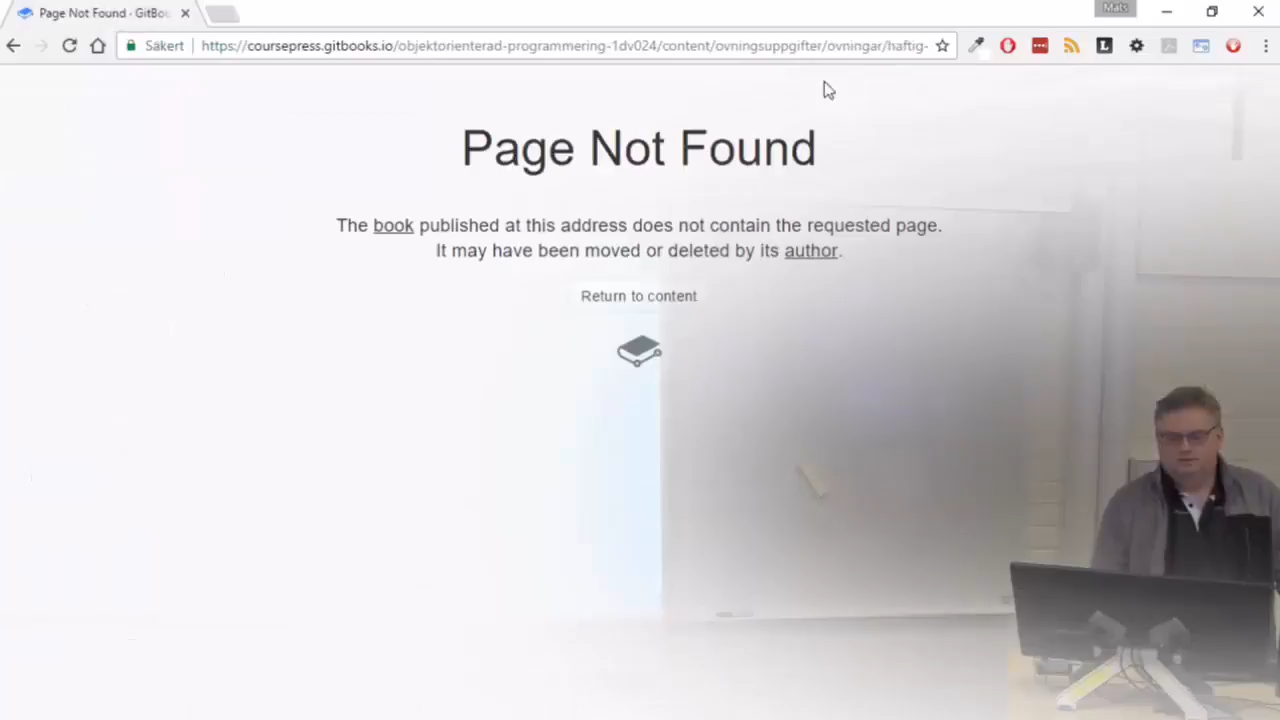 Page Not Found - GitBou
Mats
Säkert
https://coursepress.gitbooks.io/objektorienterad-programmering-1dv024/content/ovningsuppgifter/ovningar/haftig-
Page Not Found
The book published at this address does not contain the requested page.
It may have been moved or deleted by its author.
Return to content